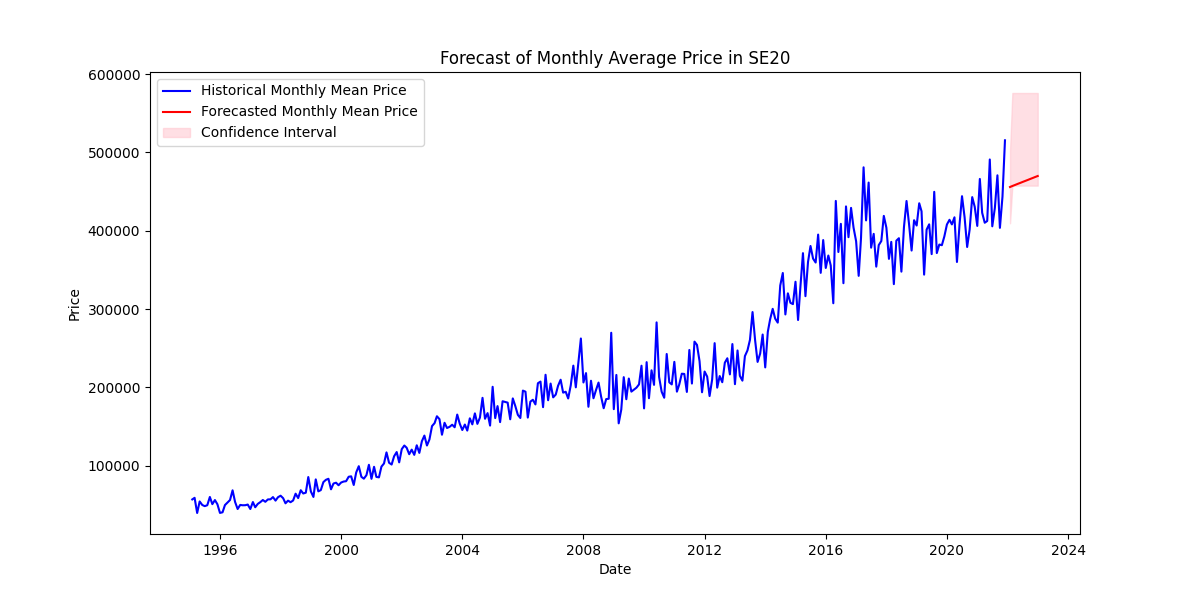 Forecast of Monthly Average Price in SE20
600000
500000
400000
300000
200000
100000
Price
Historical Monthly Mean Price
Forecasted Monthly Mean Price
Confidence Interval
1996 2000 2004 2008 2012 2016 2020 2024
Date